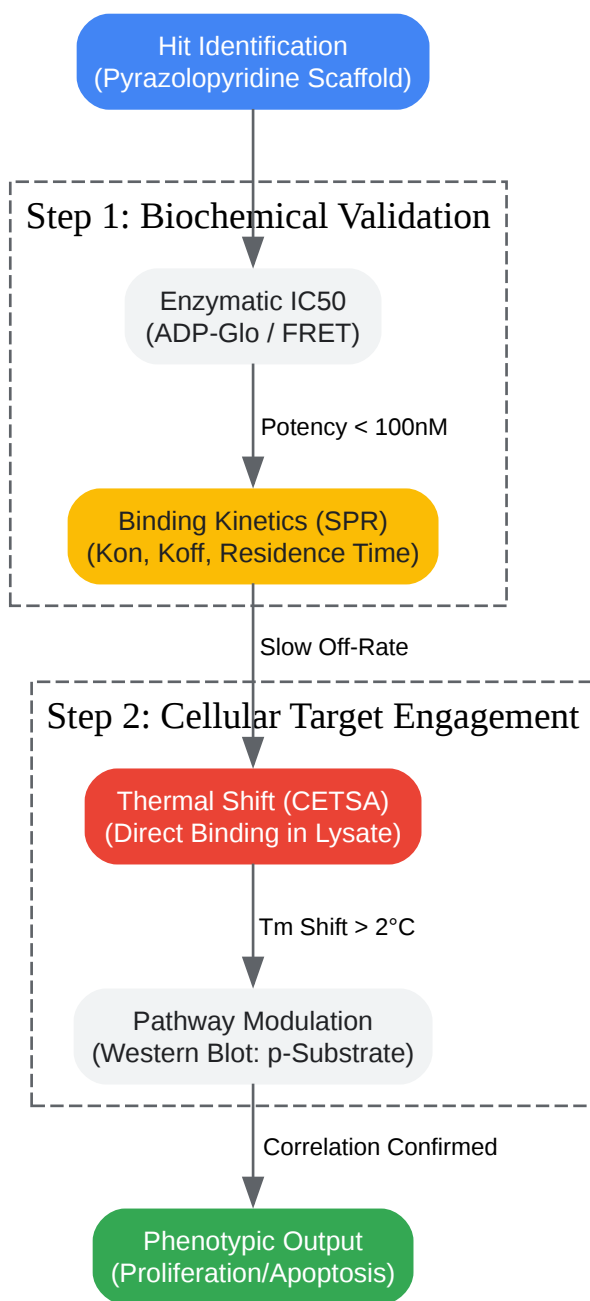 Hit Identification
(Pyrazolopyridine Scaffold)
Step 1: Biochemical Validation
Enzymatic IC50
(ADP-Glo / FRET)
Potency < 100nM
Binding Kinetics (SPR)
(Kon, Koff, Residence Time)
Slow Off-Rate
Step 2: Cellular Target Engagement
Thermal Shift (CETSA)
(Direct Binding in Lysate)
Tm Shift > 2°C
Pathway Modulation
(Western Blot: p-Substrate)
Correlation Confirmed
Phenotypic Output
(Proliferation/Apoptosis)